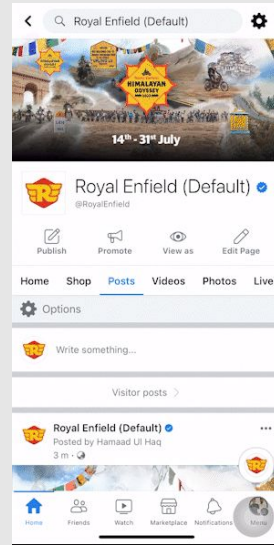 Royal Enfield (Default)
HIMALAYAN
ODYSSEY
14th - 31st July
Royal Enfield (Default)
@RoyalEnfield
Publish Promote View as Edit Page
Home Shop Posts Videos Photos Live
Options
Write something...
Visitor posts
Royal Enfield (Default)
Posted by Hamaad Ul Haq
3 m
Home Friends Watch Marketplace Notifications Menu